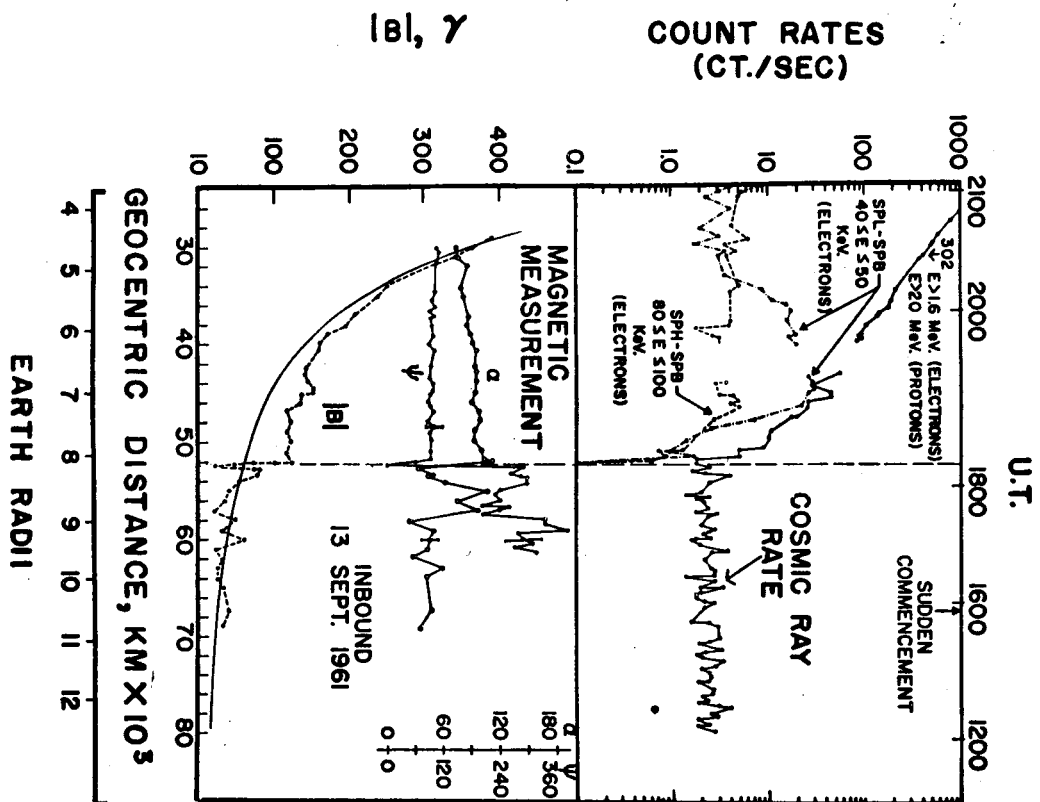 |B|, γ
COUNT RATES
(CT./SEC)
10
100
200
300
400
0.1
1.0
10
100
1000
2100
2000
1800
1600
1200
U.T.
302
E>1.6 MeV. (ELECTRONS)
E>20 MeV. (PROTONS)
SPL-SPB
40≤E≤50
KeV.
(ELECTRONS)
SPH-SPB
80≤E≤100
KeV.
(ELECTRONS)
COSMIC RAY
RATE
SUDDEN
COMMENCEMENT
MAGNETIC
MEASUREMENT
α
ψ
|B|
INBOUND
13 SEPT. 1961
α
180
120
60
0
ψ
360
240
120
0
30
40
50
60
70
80
GEOCENTRIC DISTANCE, KM X 10³
4
5
6
7
8
9
10
11
12
EARTH RADII